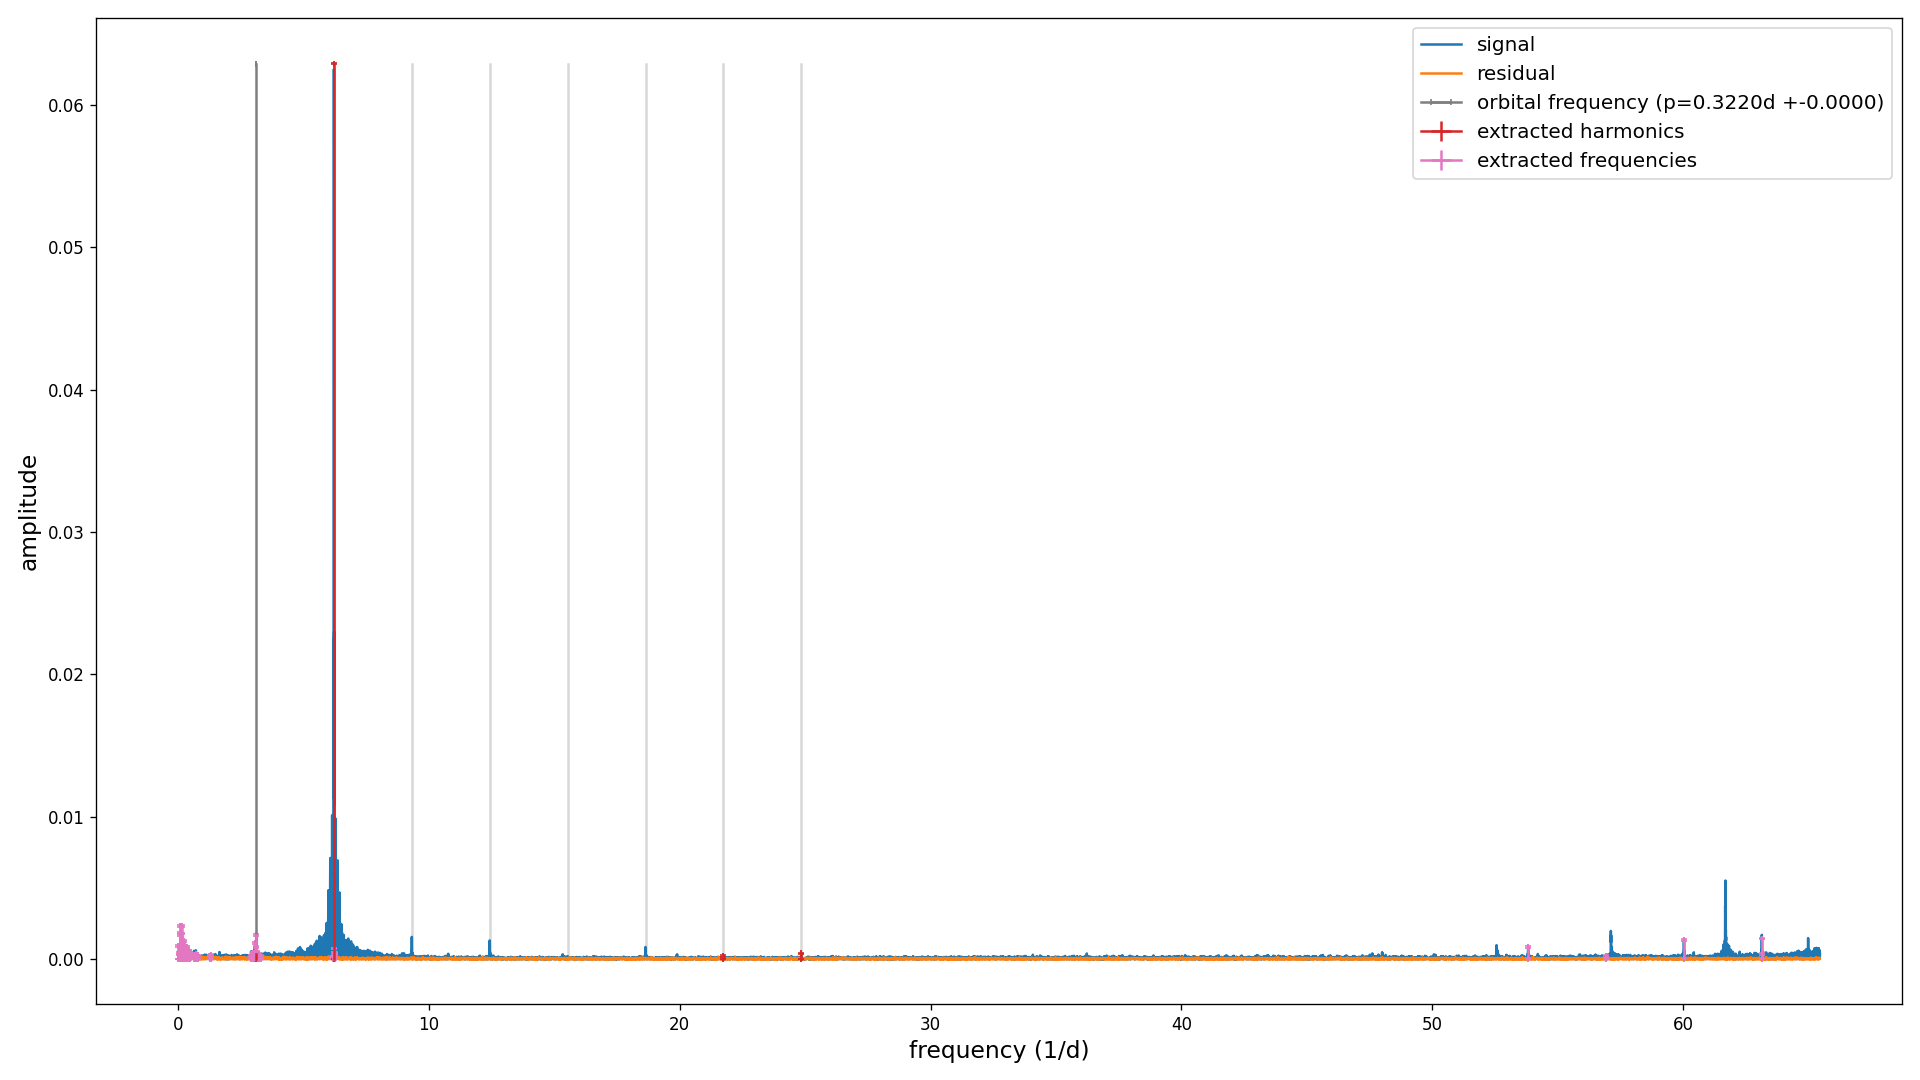 signal
residual
orbital frequency (p=0.3220d +-0.0000)
extracted harmonics
extracted frequencies
0.06
0.05
0.04
0.03
0.02
0.01
0.00
amplitude
0 10 20 30 40 50 60
frequency (1/d)